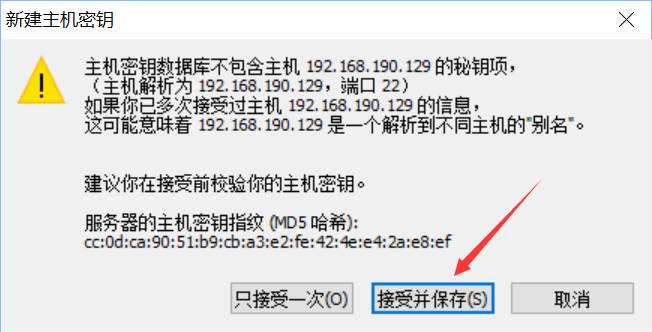 新建主机密钥
主机密钥数据库不包含主机 192.168.190.129 的秘钥项，
（主机解析为 192.168.190.129，端口 22）
如果你已多次接受过主机 192.168.190.129 的信息，
这可能意味着 192.168.190.129 是一个解析到不同主机的"别名"。
建议你在接受前校验你的主机密钥。
服务器的主机密钥指纹 (MD5 哈希):
cc:0d:ca:90:51:b9:cb:a3:e2:fe:42:4e:e4:2a:e8:ef
只接受一次(O)
接受并保存(S)
取消